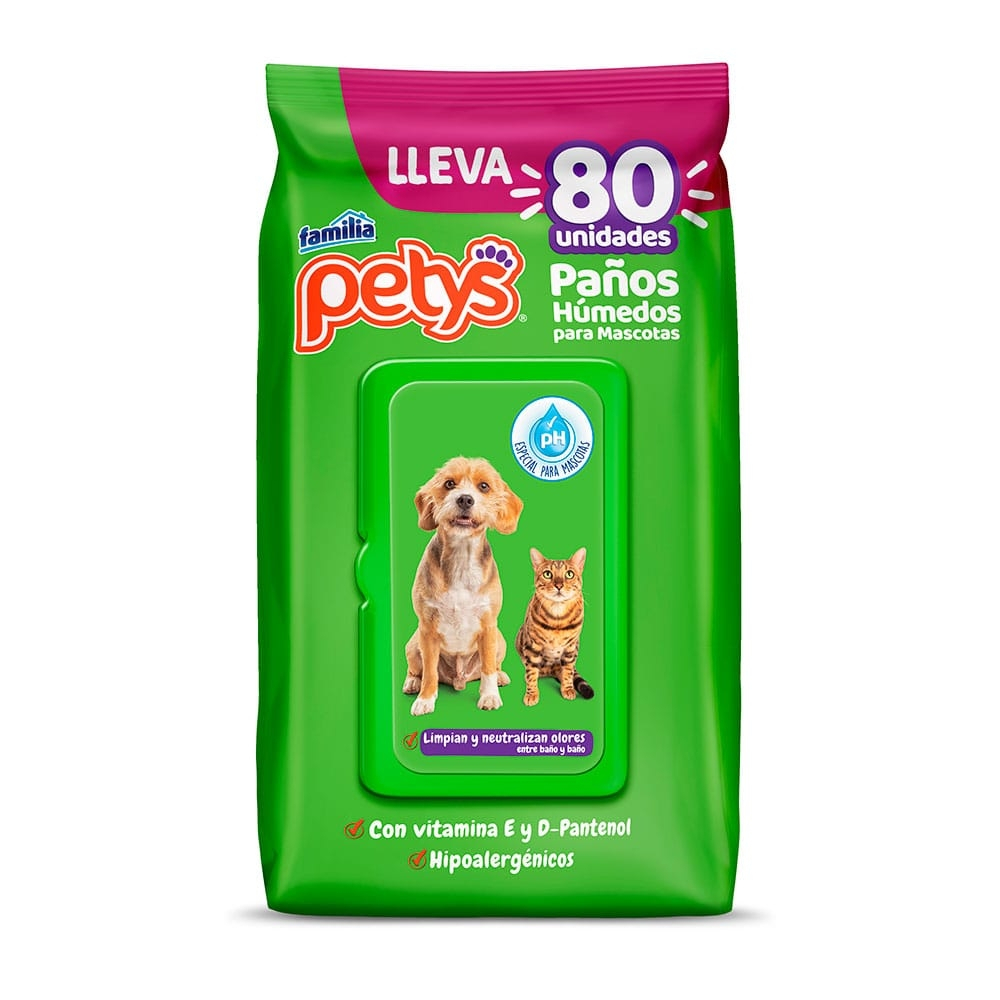 LLEVA 80
unidades
familia
petys®
Paños
Húmedos
para Mascotas
pH
ESPECIAL PARA MASCOTAS
Limpian y neutralizan olores
entre baño y baño
Con vitamina E y D-Pantenol
Hipoalergénicos